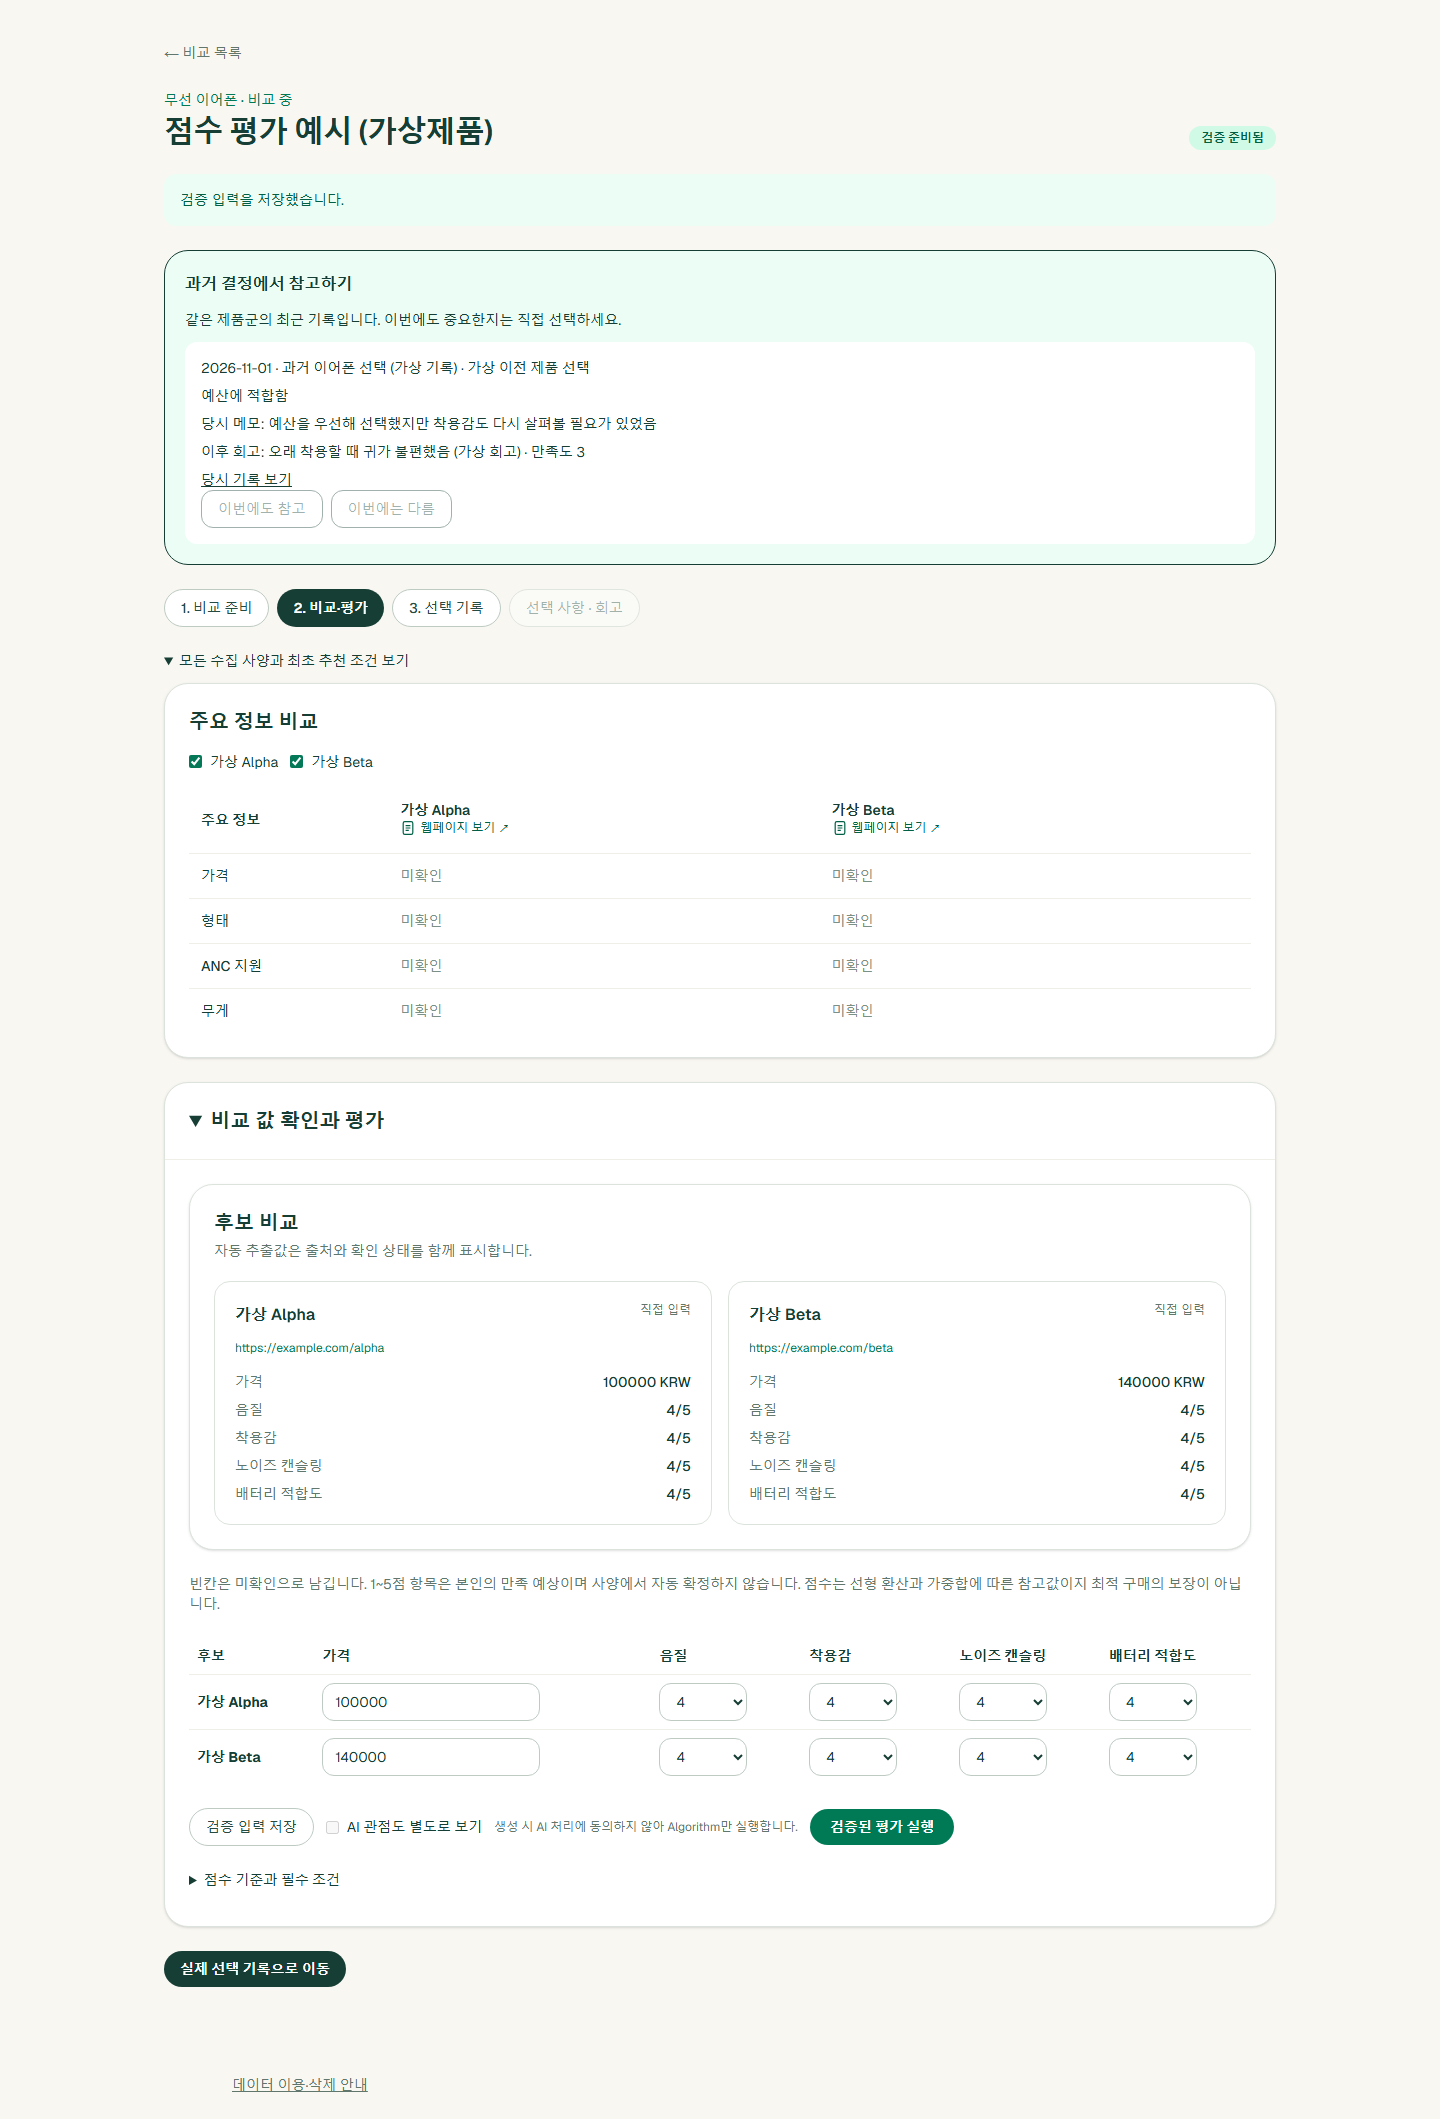 ← 비교 목록
무선 이어폰 · 비교 중
점수 평가 예시 (가상제품)
검증 준비됨
검증 입력을 저장했습니다.
과거 결정에서 참고하기
같은 제품군의 최근 기록입니다. 이번에도 중요한지는 직접 선택하세요.
2026-11-01 · 과거 이어폰 선택 (가상 기록) · 가상 이전 제품 선택
예산에 적합함
당시 메모: 예산을 우선해 선택했지만 착용감도 다시 살펴볼 필요가 있었음
이후 회고: 오래 착용할 때 귀가 불편했음 (가상 회고) · 만족도 3
당시 기록 보기
이번에도 참고 이번에는 다름
1. 비교 준비 2. 비교·평가 3. 선택 기록 선택 사항 · 회고
▼ 모든 수집 사양과 최초 추천 조건 보기
주요 정보 비교
가상 Alpha 가상 Beta
주요 정보 가상 Alpha 가상 Beta
웹페이지 보기 ↗ 웹페이지 보기 ↗
가격 미확인 미확인
형태 미확인 미확인
ANC 지원 미확인 미확인
무게 미확인 미확인
▼ 비교 값 확인과 평가
후보 비교
자동 추출값은 출처와 확인 상태를 함께 표시합니다.
가상 Alpha 직접 입력
https://example.com/alpha
가격 100000 KRW
음질 4/5
착용감 4/5
노이즈 캔슬링 4/5
배터리 적합도 4/5
가상 Beta 직접 입력
https://example.com/beta
가격 140000 KRW
음질 4/5
착용감 4/5
노이즈 캔슬링 4/5
배터리 적합도 4/5
빈칸은 미확인으로 남깁니다. 1~5점 항목은 본인의 만족 예상이며 사양에서 자동 확정하지 않습니다. 점수는 선형 환산과 가중합에 따른 참고값이지 최적 구매의 보장이 아닙
니다.
후보 가격 음질 착용감 노이즈 캔슬링 배터리 적합도
가상 Alpha 100000 4 4 4 4
가상 Beta 140000 4 4 4 4
검증 입력 저장 AI 관점도 별도로 보기 생성 시 AI 처리에 동의하지 않아 Algorithm만 실행합니다. 검증된 평가 실행
▶ 점수 기준과 필수 조건
실제 선택 기록으로 이동
데이터 이용·삭제 안내